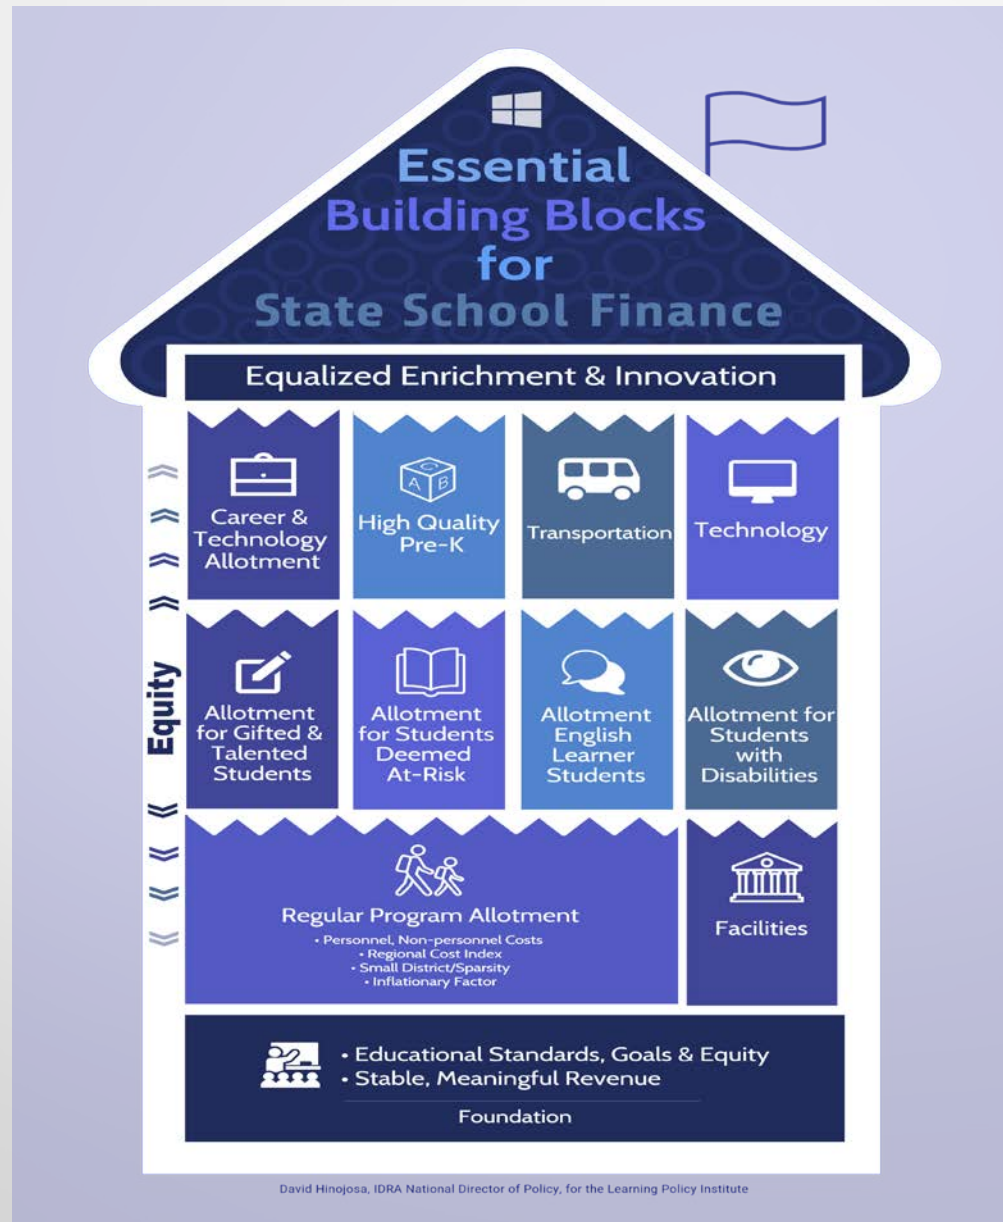 Essential
Building Blocks
for
State School Finance
Equalized Enrichment & Innovation
Career &
Technology
Allotment
C
A B
High Quality
Pre-K
Transportation
Technology
Equity
Allotment
for Gifted &
Talented
Students
Allotment
for Students
Deemed
At-Risk
Allotment
English
Learner
Students
Allotment for
Students
with
Disabilities
Regular Program Allotment
• Personnel, Non-personnel Costs
• Regional Cost Index
• Small District/Sparsity
• Inflationary Factor
Facilities
• Educational Standards, Goals & Equity
• Stable, Meaningful Revenue
Foundation
David Hinojosa, IDRA National Director of Policy, for the Learning Policy Institute